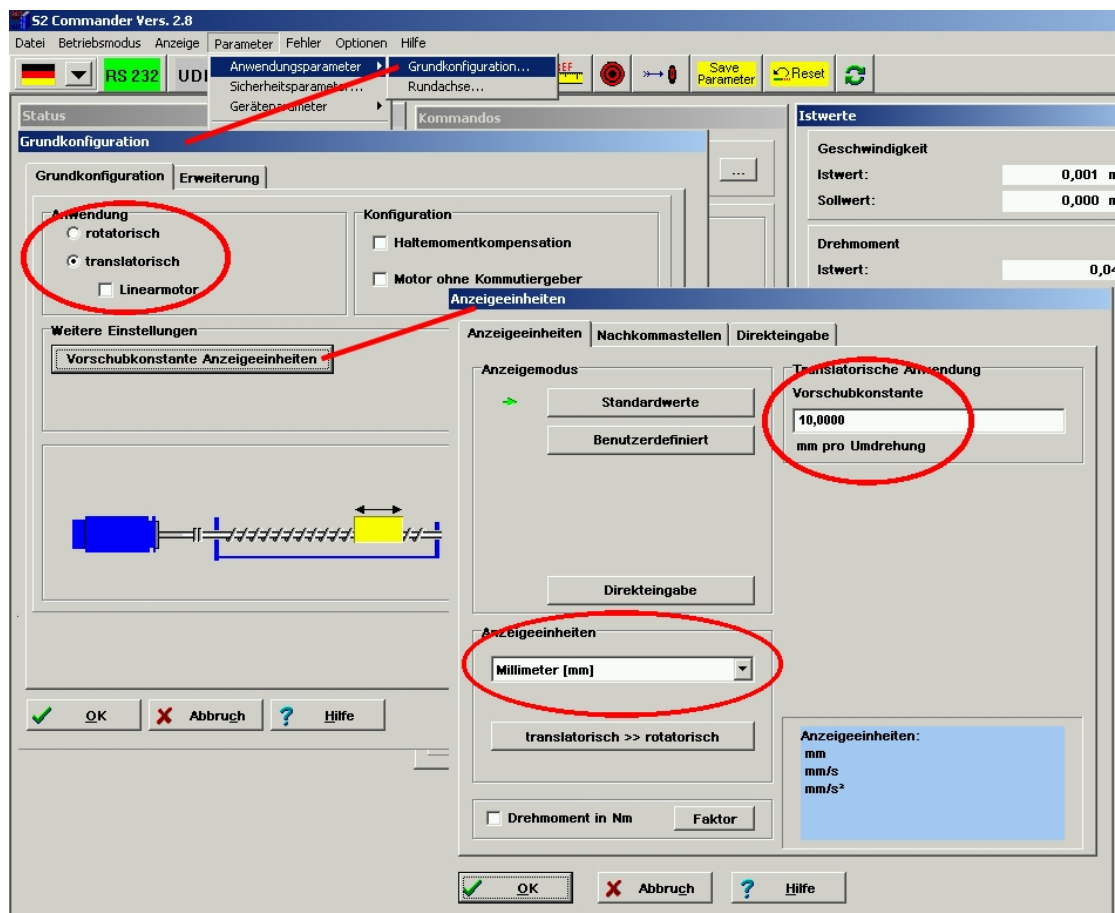 S2 Commander Vers. 2.8
Datei Betriebsmodus Anzeige Parameter Fehler Optionen Hilfe
RS 232
Anwendungsparameter
Sicherheitsparameter...
Geräteparameter
Grundkonfiguration...
Rundachse...
Save Parameter
Reset
Status
Kommandos
...
Istwerte
Geschwindigkeit
Istwert: 0,001
Sollwert: 0,000
Drehmoment
Istwert: 0,04
Grundkonfiguration
Grundkonfiguration Erweiterung
Anwendung
rotatorisch
translatorisch
Linearmotor
Konfiguration
Haltemomentkompensation
Motor ohne Kommutiergeber
Weitere Einstellungen
Vorschubkonstante Anzeigeeinheiten
OK Abbruch Hilfe
Anzeigeeinheiten
Anzeigeeinheiten Nachkommastellen Direkteingabe
Anzeigemodus
Standardwerte
Benutzerdefiniert
Direkteingabe
Translatorische Anwendung
Vorschubkonstante
10,0000
mm pro Umdrehung
Anzeigeeinheiten
Millimeter [mm]
translatorisch >> rotatorisch
Drehmoment in Nm
Faktor
Anzeigeeinheiten:
mm
mm/s
mm/s²
OK Abbruch Hilfe